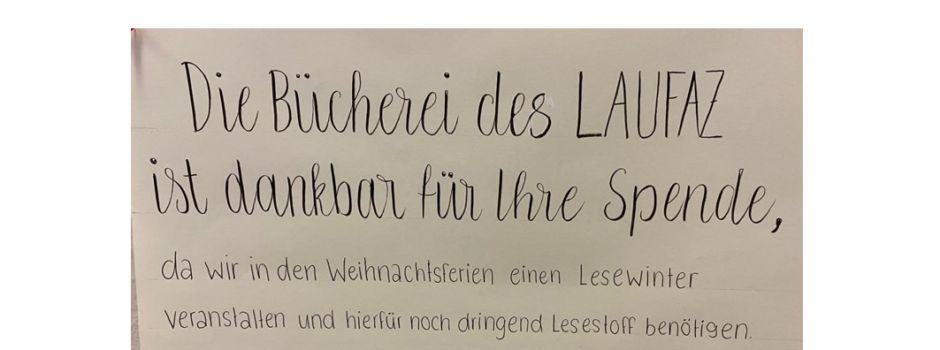 Die Bücherei des LAUFAZ
ist dankbar für Ihre Spende,
da wir in den Weihnachtsferien einen Lesewinter
veranstalten und hierfür noch dringend Lesestoff benötigen.